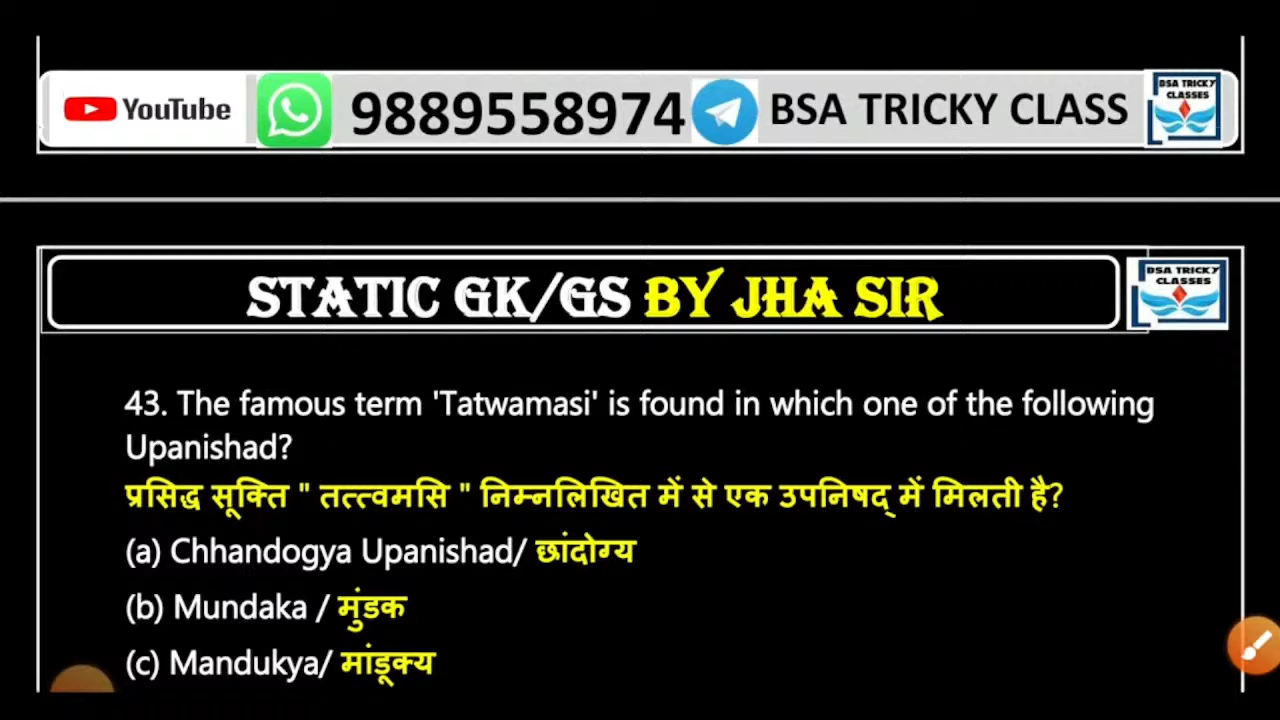 YouTube 9889558974 BSA TRICKY CLASS BSA TRICKY CLASSES
STATIC GK/GS BY JHA SIR BSA TRICKY CLASSES
43. The famous term 'Tatwamasi' is found in which one of the following
Upanishad?
प्रसिद्ध सूक्ति " तत्त्वमसि " निम्नलिखित में से एक उपनिषद् में मिलती है?
(a) Chhandogya Upanishad/ छांदोग्य
(b) Mundaka / मुंडक
(c) Mandukya/ मांडूक्य